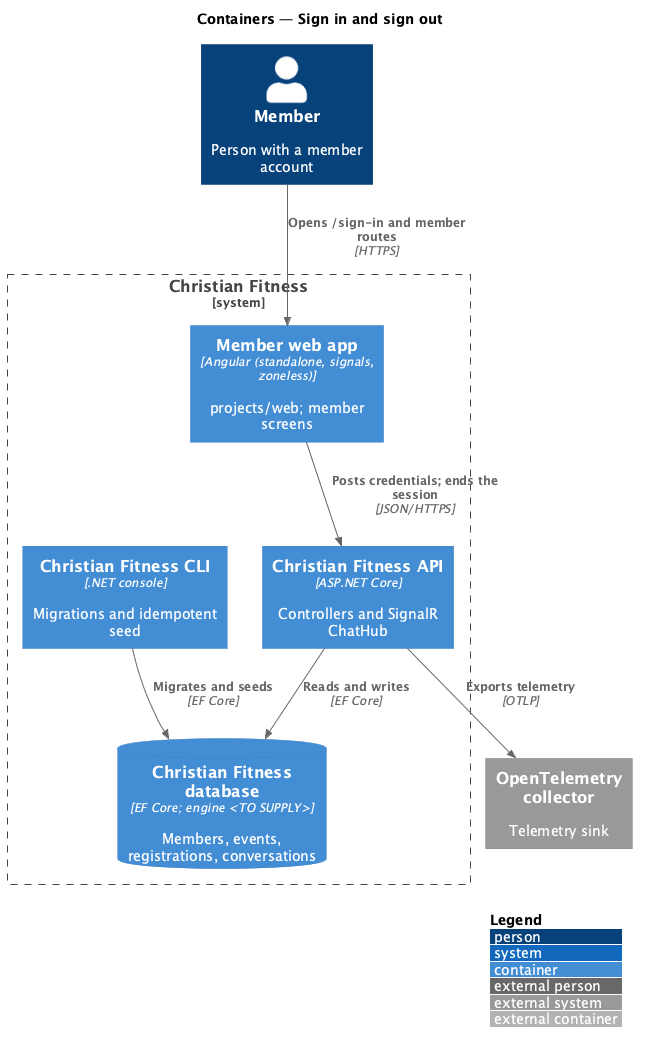 Containers — Sign in and sign out
Member
Person with a member
account
Opens /sign-in and member
routes
[HTTPS]
Christian Fitness
[system]
Member web app
[Angular (standalone, signals,
zoneless)]
projects/web; member
screens
Posts credentials; ends the
session
[JSON/HTTPS]
Christian Fitness CLI
[.NET console]
Migrations and idempotent
seed
Christian Fitness API
[ASP.NET Core]
Controllers and SignalR
ChatHub
Migrates and seeds
[EF Core]
Reads and writes
[EF Core]
Exports telemetry
[OTLP]
Christian Fitness
database
[EF Core; engine <TO SUPPLY>]
Members, events,
registrations, conversations
OpenTelemetry
collector
Telemetry sink
Legend
person
system
container
external person
external system
external container